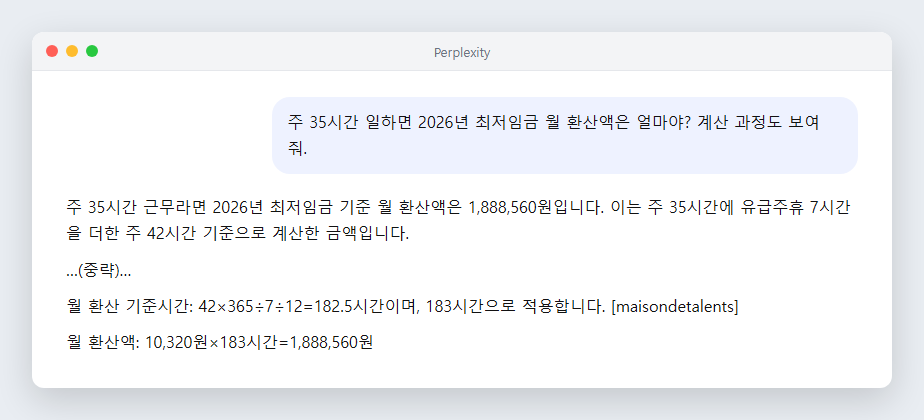 Perplexity
주 35시간 일하면 2026년 최저임금 월 환산액은 얼마야? 계산 과정도 보여
줘.
주 35시간 근무라면 2026년 최저임금 기준 월 환산액은 1,888,560원입니다. 이는 주 35시간에 유급주휴 7시간
을 더한 주 42시간 기준으로 계산한 금액입니다.
...(중략)...
월 환산 기준시간: 42×365÷7÷12=182.5시간이며, 183시간으로 적용합니다. [maisondetalents]
월 환산액: 10,320원×183시간=1,888,560원